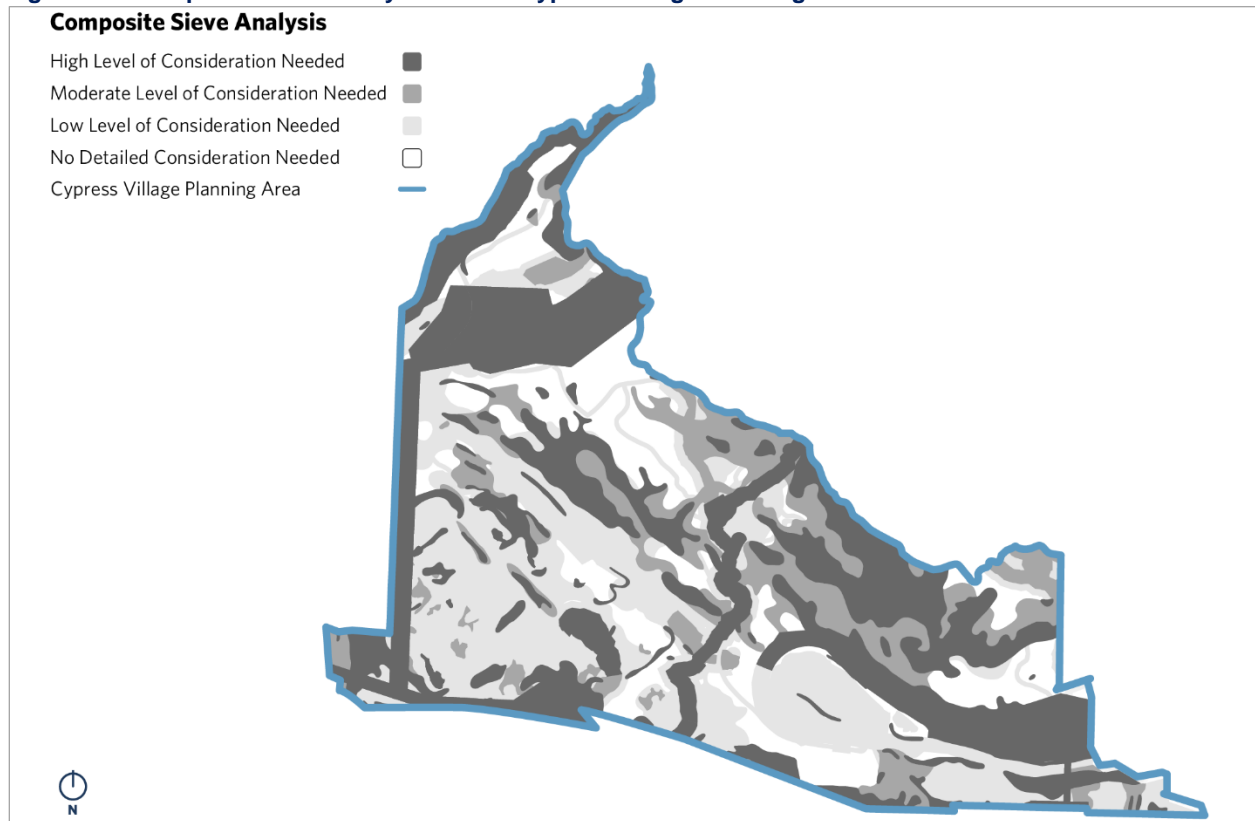 Composite Sieve Analysis
High Level of Consideration Needed
Moderate Level of Consideration Needed
Low Level of Consideration Needed
No Detailed Consideration Needed
Cypress Village Planning Area
N